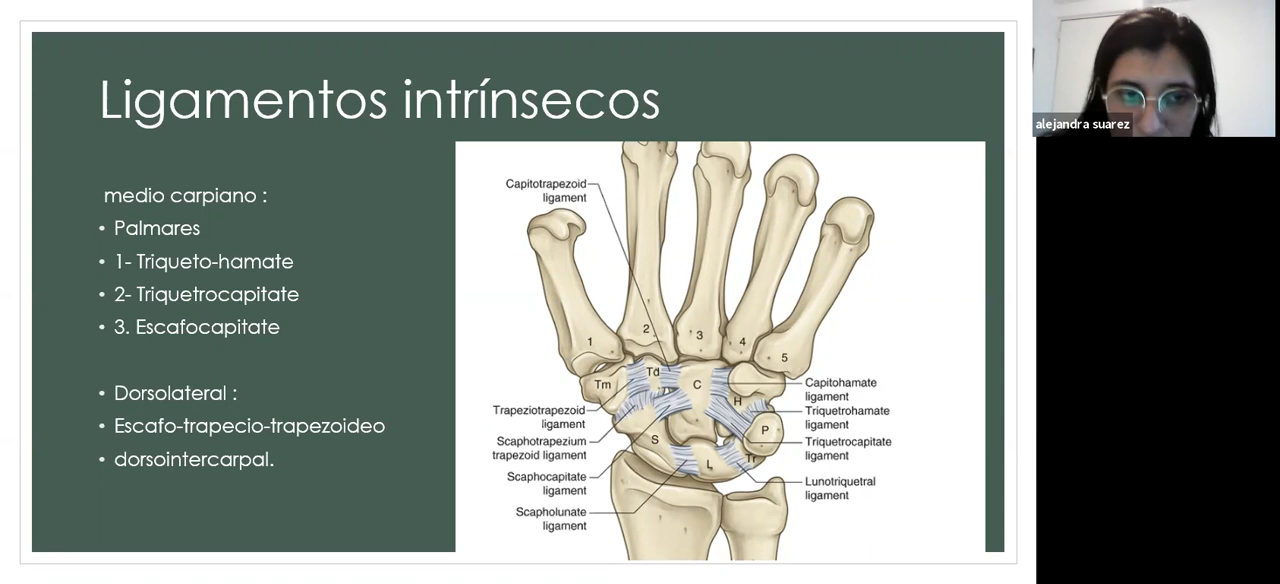 Ligamentos intrínsecos
medio carpiano :
• Palmares
• 1- Triqueto-hamate
• 2- Triquetrocapitate
• 3. Escafocapitate
• Dorsolateral :
• Escafo-trapecio-trapezoideo
• dorsointercarpal.
Capitotrapezoid
ligament
1
2
3
4
5
Tm
Td
C
H
P
S
L
Tr
Trapeziotrapezoid
ligament
Scaphotrapezium
trapezoid ligament
Scaphocapitate
ligament
Scapholunate
ligament
Capitohamate
ligament
Triquetrohamate
ligament
Triquetrocapitate
ligament
Lunotriquetral
ligament
alejandra suarez